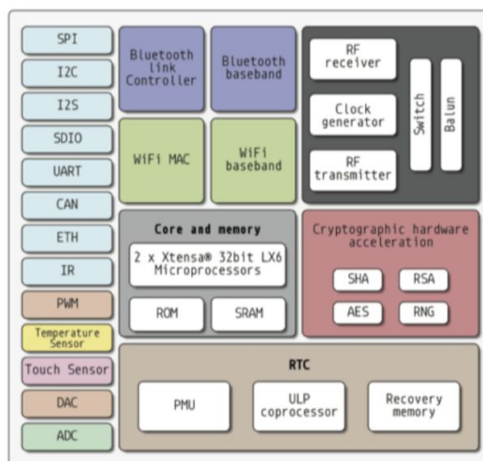 SPI
I2C
I2S
SDIO
UART
CAN
ETH
IR
PWM
Temperature
Sensor
Touch Sensor
DAC
ADC
Bluetooth
link
Controller
Bluetooth
baseband
WiFi MAC
WiFi
baseband
RF
receiver
Clock
generator
RF
transmitter
Switch
Balun
Core and memory
2 x Xtensa® 32bit LX6
Microprocessors
ROM
SRAM
Cryptographic hardware
acceleration
SHA
RSA
AES
RNG
RTC
PMU
ULP
coprocessor
Recovery
memory